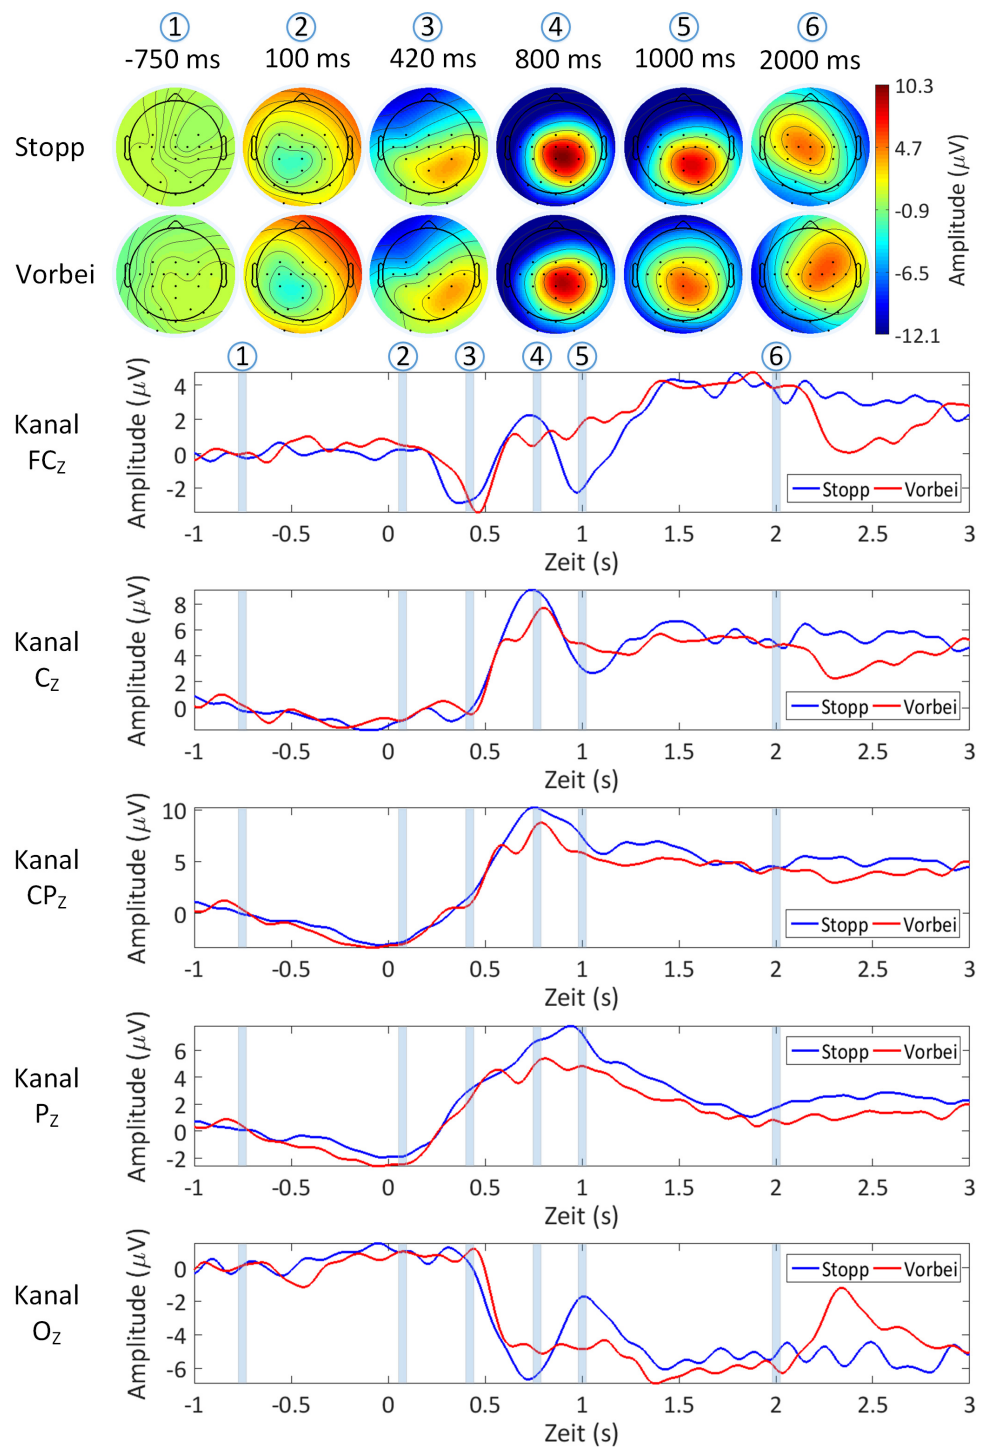 1 2 3 4 5 6
-750 ms 100 ms 420 ms 800 ms 1000 ms 2000 ms
Stopp
Vorbei
10.3
4.7
-0.9
-6.5
-12.1
Amplitude (μV)
1 2 3 4 5 6
Kanal
FCZ
Amplitude (μV)
4
2
0
-2
Stopp Vorbei
-1 -0.5 0 0.5 1 1.5 2 2.5 3
Zeit (s)
Kanal
CZ
Amplitude (μV)
8
6
4
2
0
Stopp Vorbei
-1 -0.5 0 0.5 1 1.5 2 2.5 3
Zeit (s)
Kanal
CPZ
Amplitude (μV)
10
5
0
Stopp Vorbei
-1 -0.5 0 0.5 1 1.5 2 2.5 3
Zeit (s)
Kanal
PZ
Amplitude (μV)
6
4
2
0
-2
Stopp Vorbei
-1 -0.5 0 0.5 1 1.5 2 2.5 3
Zeit (s)
Kanal
OZ
Amplitude (μV)
0
-2
-4
-6
Stopp Vorbei
-1 -0.5 0 0.5 1 1.5 2 2.5 3
Zeit (s)